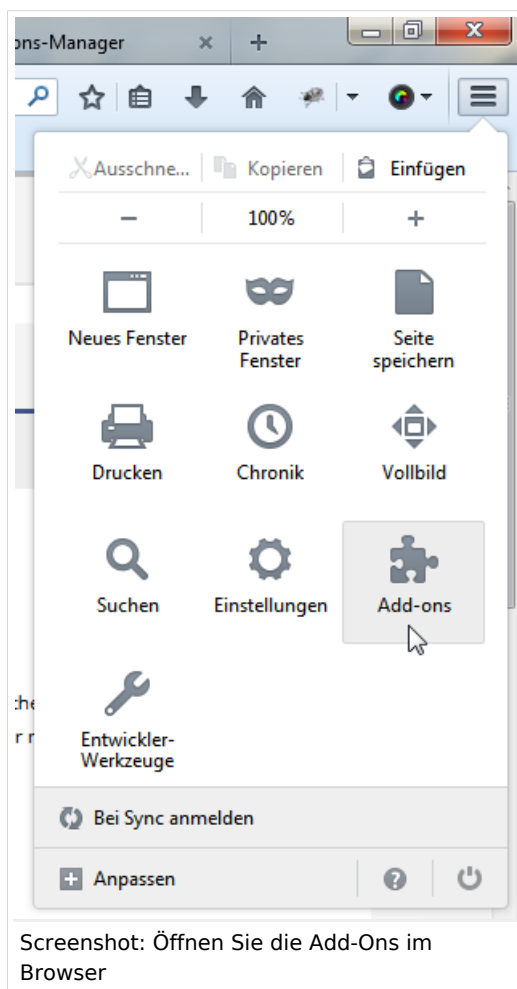 ons-Manager
Ausschne... Kopieren Einfügen
100%
Neues Fenster
Privates
Fenster
Seite
speichern
Drucken
Chronik
Vollbild
Suchen
Einstellungen
Add-ons
Entwickler-
Werkzeuge
Bei Sync anmelden
Anpassen
Screenshot: Öffnen Sie die Add-Ons im
Browser